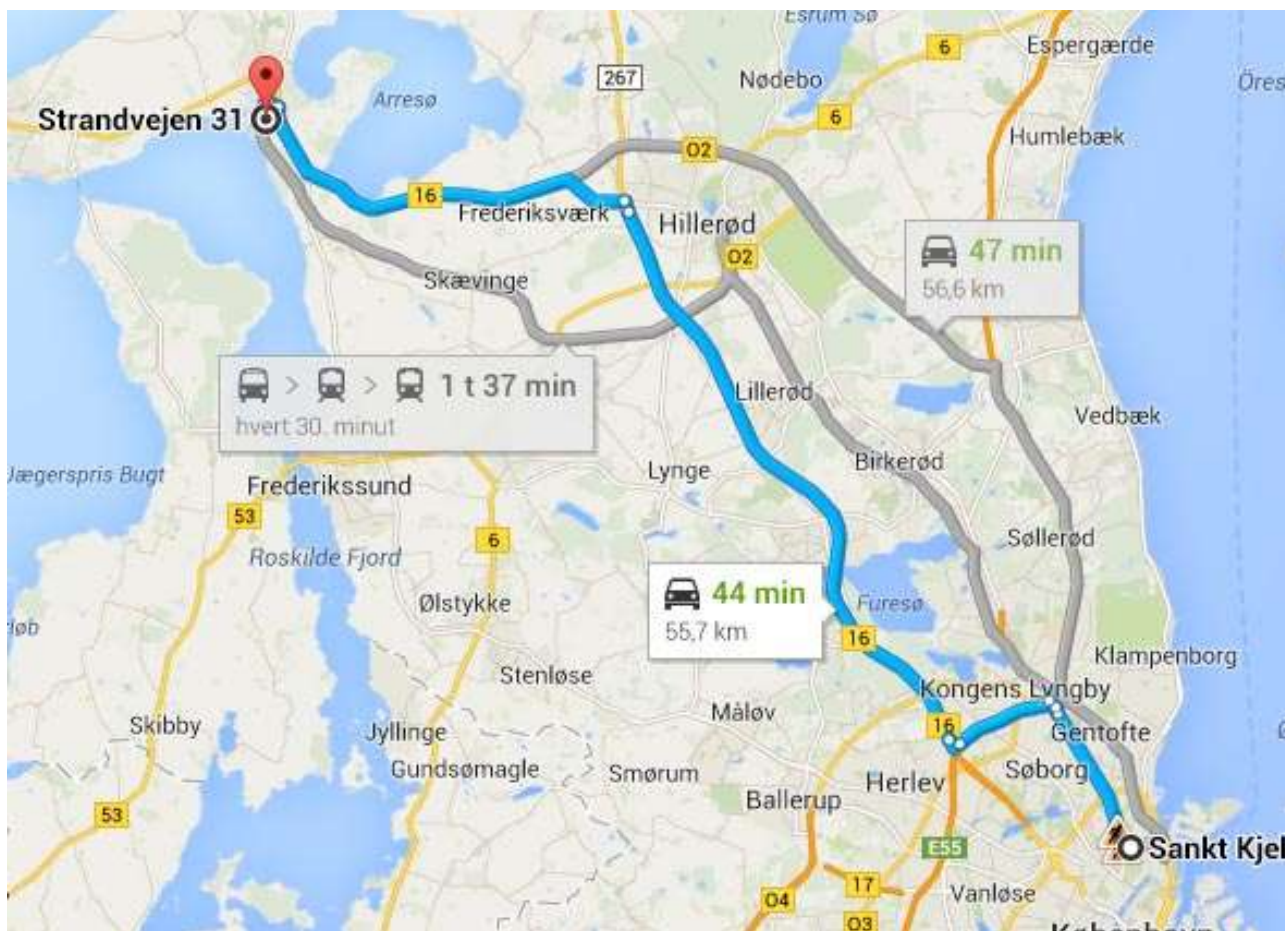 Esrum Sø
6
Espergærde
267
Nødebo
Arresø
Öres
6
Strandvejen 31
Humlebæk
O2
16
Frederiksværk
Hillerød
47 min
56,6 km
O2
Skævinge
1 t 37 min
hvert 30. minut
Lillerød
Vedbæk
Lynge
Birkerød
Jægerspris Bugt
Frederikssund
53
6
Søllerød
Roskilde Fjord
44 min
55,7 km
Ølstykke
Furesø
16
Klampenborg
Stenløse
Kongens Lyngby
Måløv
16
Skibby
Jyllinge
Gentofte
Gundsømagle
Smørum
Søborg
Herlev
Ballerup
53
E55
Sankt Kjel
17
Vanløse
O4
O3
København